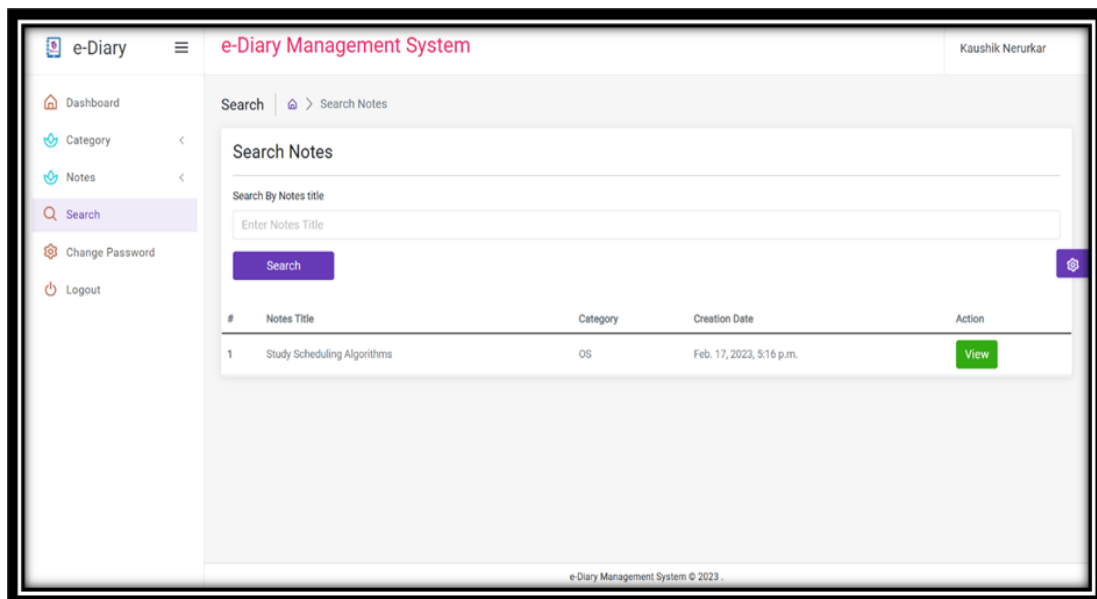 e-Diary
e-Diary Management System
Kaushik Nerurkar
Dashboard
Category
Notes
Search
Change Password
Logout
Search
Search Notes
Search Notes
Search By Notes title
Enter Notes Title
Search
# Notes Title Category Creation Date Action
1 Study Scheduling Algorithms OS Feb. 17, 2023, 5:16 p.m. View
e-Diary Management System © 2023 .